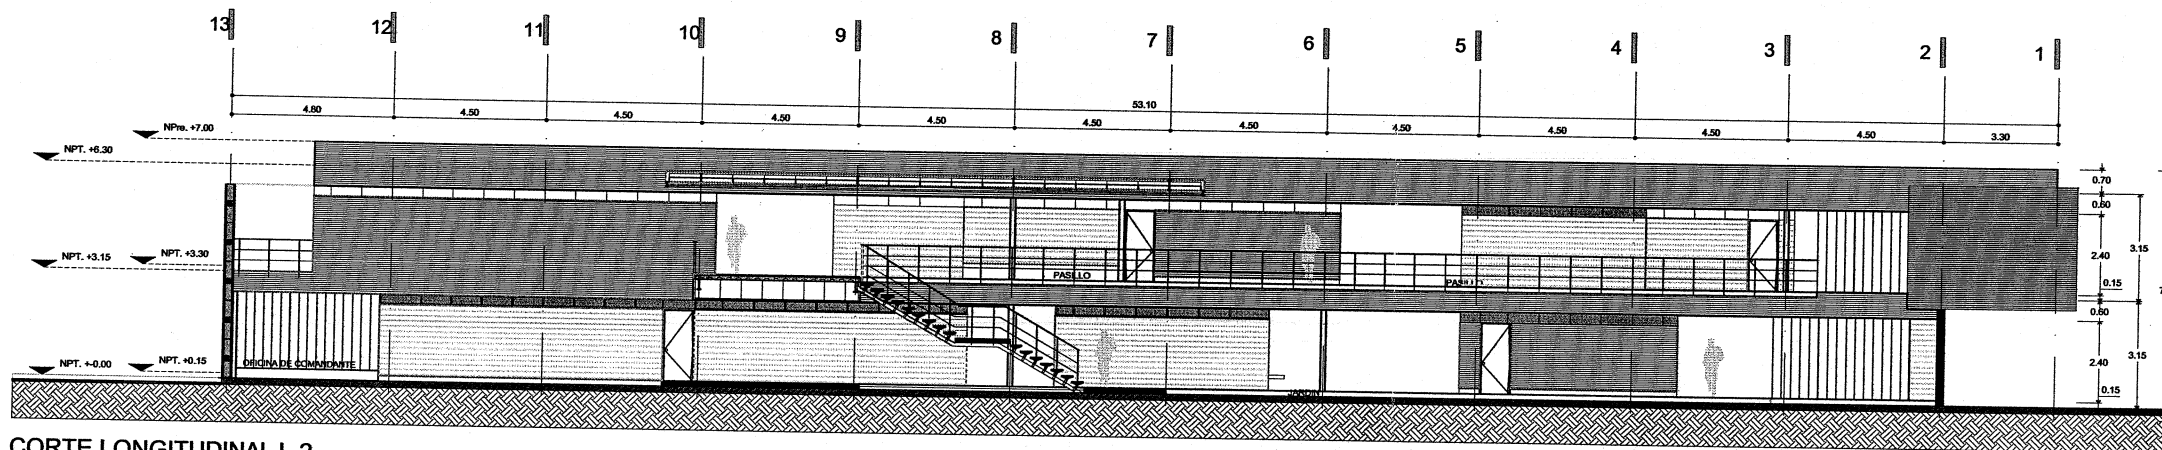 13 12 11 10 9 8 7 6 5 4 3 2 1
53.10
4.80 4.50 4.50 4.50 4.50 4.50 4.50 4.50 4.50 4.50 4.50 3.30
NPre. +7.00
NPT. +6.30
0.70
0.60
NPT. +3.15 NPT. +3.30
3.15
2.40
PASILLO
PASILLO
0.15
0.60
NPT. +-0.00 NPT. +0.15
OFICINA DE COMANDANTE
2.40 3.15
0.15
JARDIN
CORTE LONGITUDINAL L-2